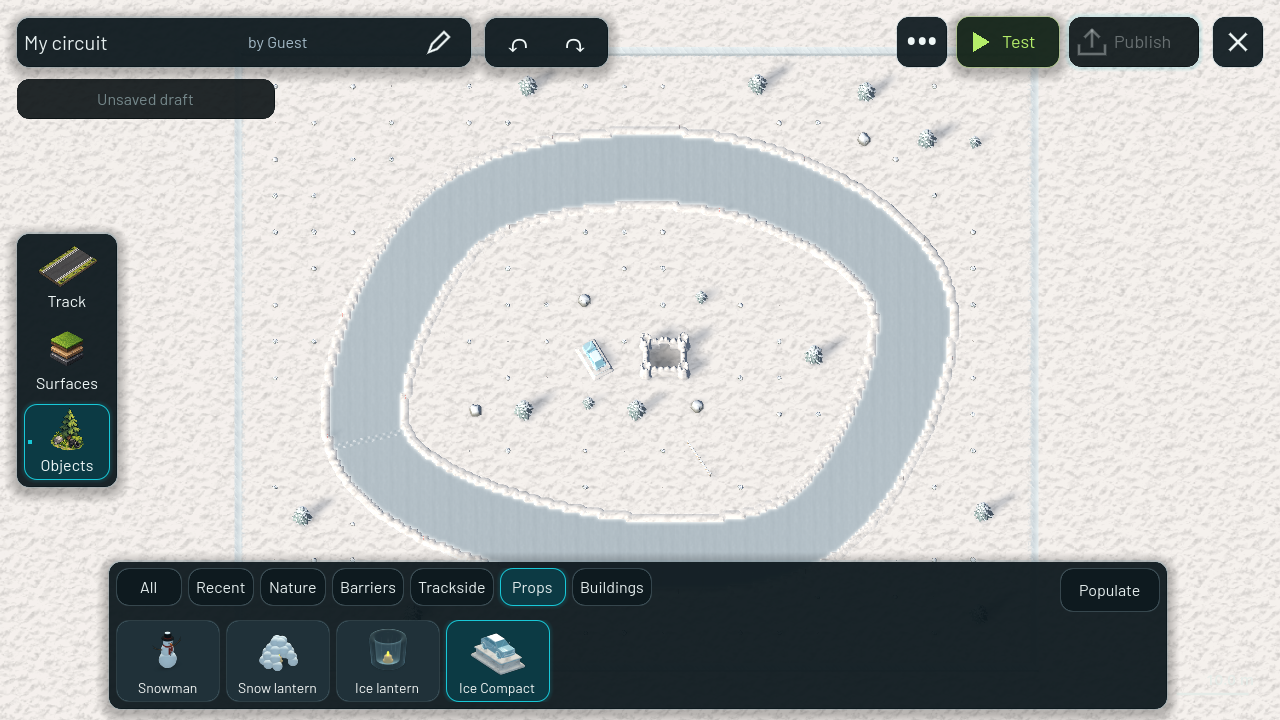 My circuit
by Guest
Test
Publish
Unsaved draft
Track
Surfaces
Objects
All
Recent
Nature
Barriers
Trackside
Props
Buildings
Populate
Snowman
Snow lantern
Ice lantern
Ice Compact